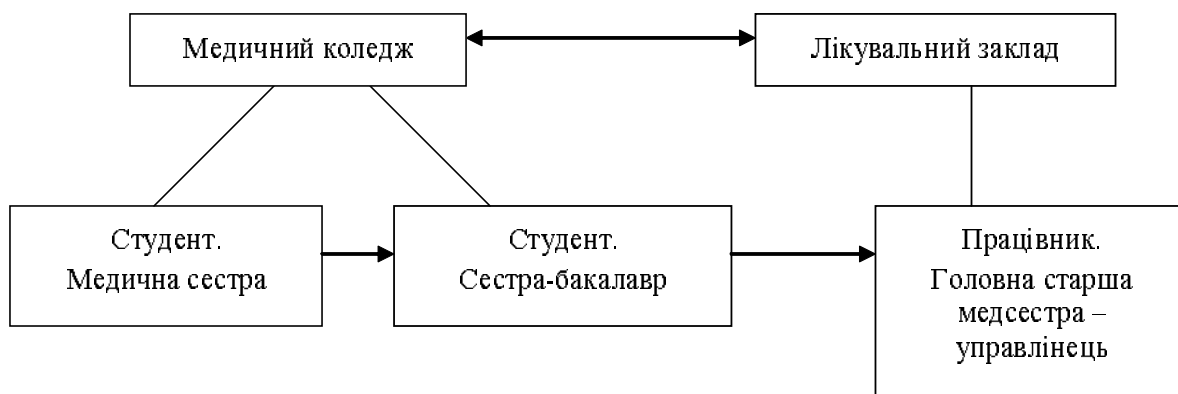 Медичний коледж
Лікувальний заклад
Студент.
Медична сестра
Студент.
Сестра-бакалавр
Працівник.
Головна старша
медсестра –
управлінець